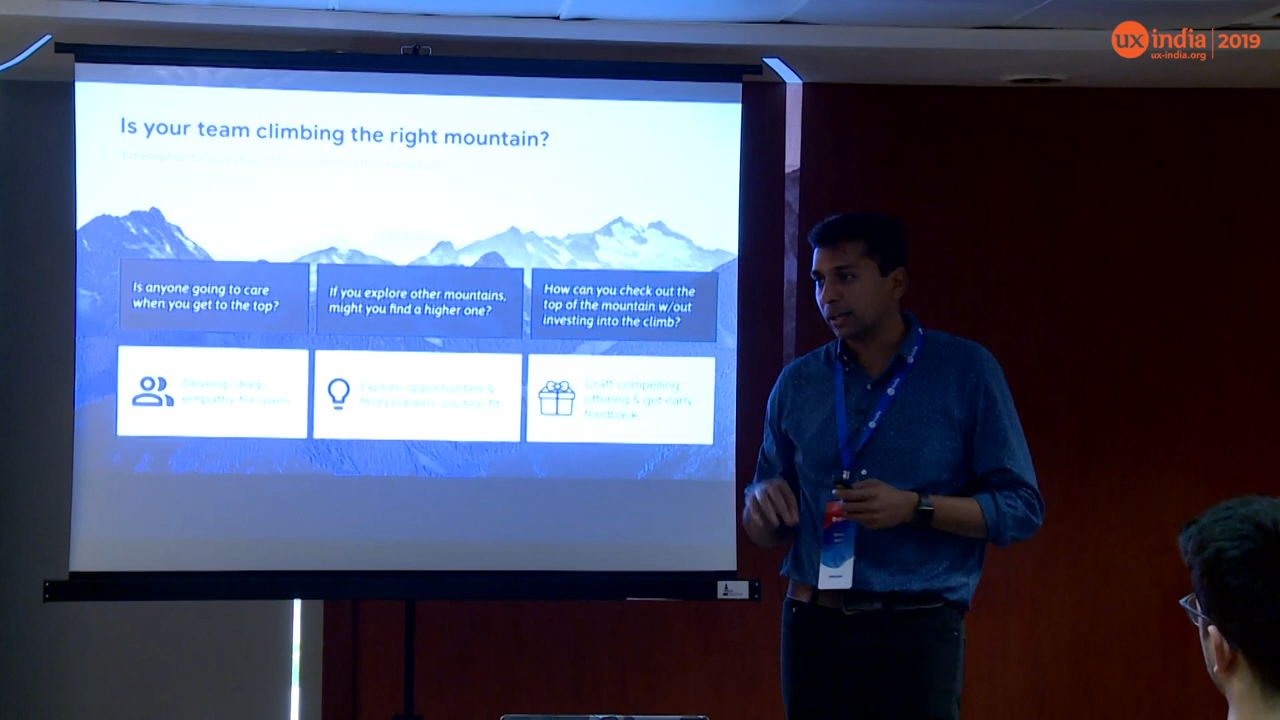 ux india | 2019
ux-india.org
Is your team climbing the right mountain?
Is anyone going to care
when you get to the top?
If you explore other mountains,
might you find a higher one?
How can you check out the
top of the mountain w/out
investing into the climb?
Develop deep
empathy for users
Explore opportunities &
find problem solution fit
Craft compelling
offering & get early
feedback